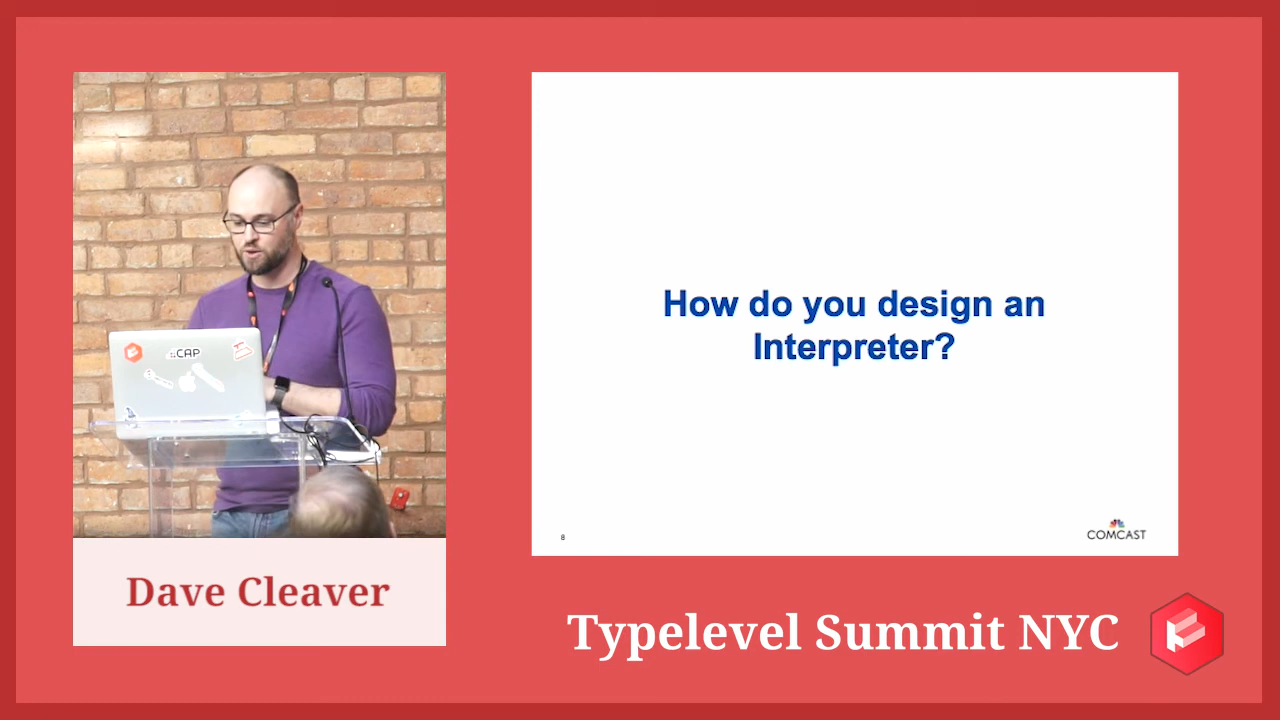 CAP
Dave Cleaver
How do you design an
Interpreter?
8
COMCAST
Typelevel Summit NYC